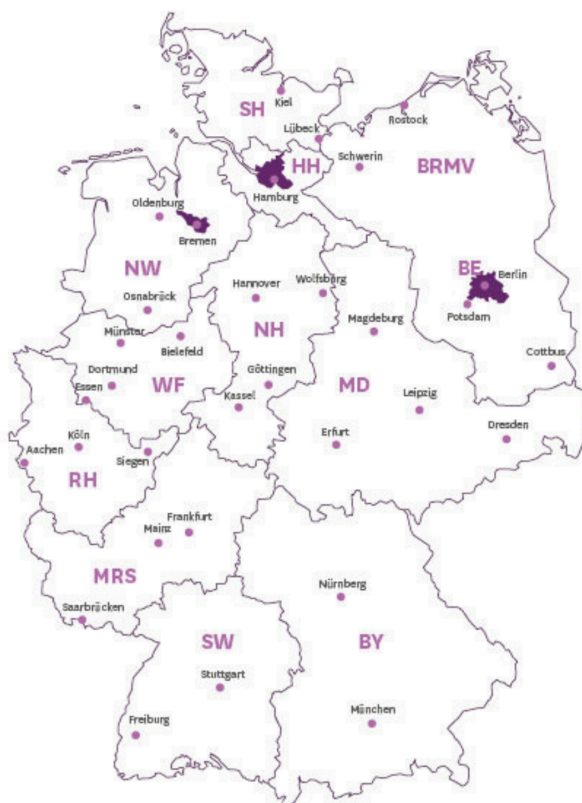 Kiel
SH
Rostock
Lübeck
HH
Schwerin
BRMV
Hamburg
Oldenburg
Bremen
NW
BE
Berlin
Hannover
Wolfsburg
Potsdam
Osnabrück
NH
Magdeburg
Münster
Bielefeld
Cottbus
Dortmund
WF
Göttingen
MD
Essen
Kassel
Leipzig
Dresden
Köln
Erfurt
Aachen
Siegen
RH
Frankfurt
Mainz
MRS
Nürnberg
Saarbrücken
SW
BY
Stuttgart
München
Freiburg